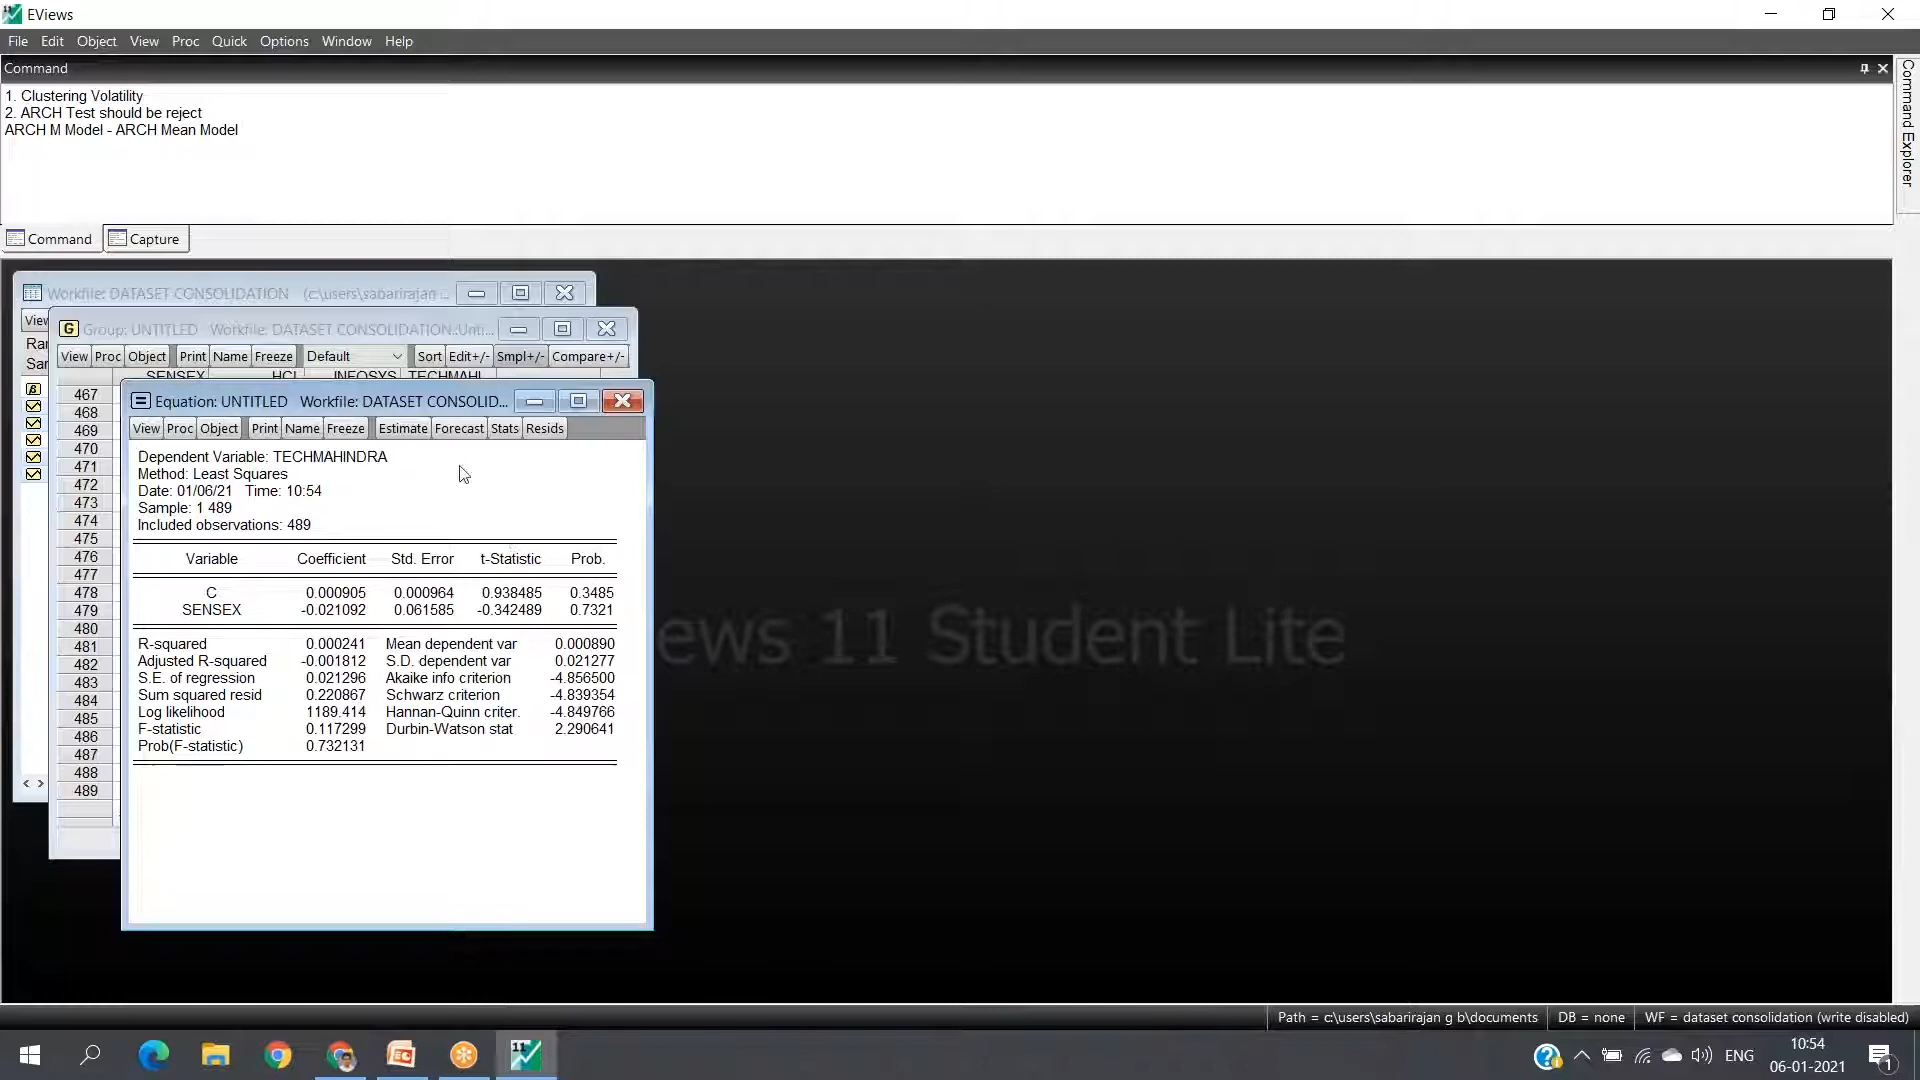 EViews
File Edit Object View Proc Quick Options Window Help
Command
1. Clustering Volatility
2. ARCH Test should be reject
ARCH M Model - ARCH Mean Model
Command Explorer
Command Capture
Workfile: DATASET CONSOLIDATION (c:\users\sabarirajan ...
View
Group: UNTITLED Workfile: DATASET CONSOLIDATION::Unti...
View Proc Object Print Name Freeze Default Sort Edit+/- Smpl+/- Compare+/-
SENSEX HCL INFOSYS TECHMAHI
467
468
469
470
471
472
473
474
475
476
477
478
479
480
481
482
483
484
485
486
487
488
489
Equation: UNTITLED Workfile: DATASET CONSOLID...
View Proc Object Print Name Freeze Estimate Forecast Stats Resids
Dependent Variable: TECHMAHINDRA
Method: Least Squares
Date: 01/06/21 Time: 10:54
Sample: 1 489
Included observations: 489
Variable Coefficient Std. Error t-Statistic Prob.
C 0.000905 0.000964 0.938485 0.3485
SENSEX -0.021092 0.061585 -0.342489 0.7321
R-squared 0.000241 Mean dependent var 0.000890
Adjusted R-squared -0.001812 S.D. dependent var 0.021277
S.E. of regression 0.021296 Akaike info criterion -4.856500
Sum squared resid 0.220867 Schwarz criterion -4.839354
Log likelihood 1189.414 Hannan-Quinn criter. -4.849766
F-statistic 0.117299 Durbin-Watson stat 2.290641
Prob(F-statistic) 0.732131
ews 11 Student Lite
Path = c:\users\sabarirajan g b\documents DB = none WF = dataset consolidation (write disabled)
ENG
10:54
06-01-2021
1